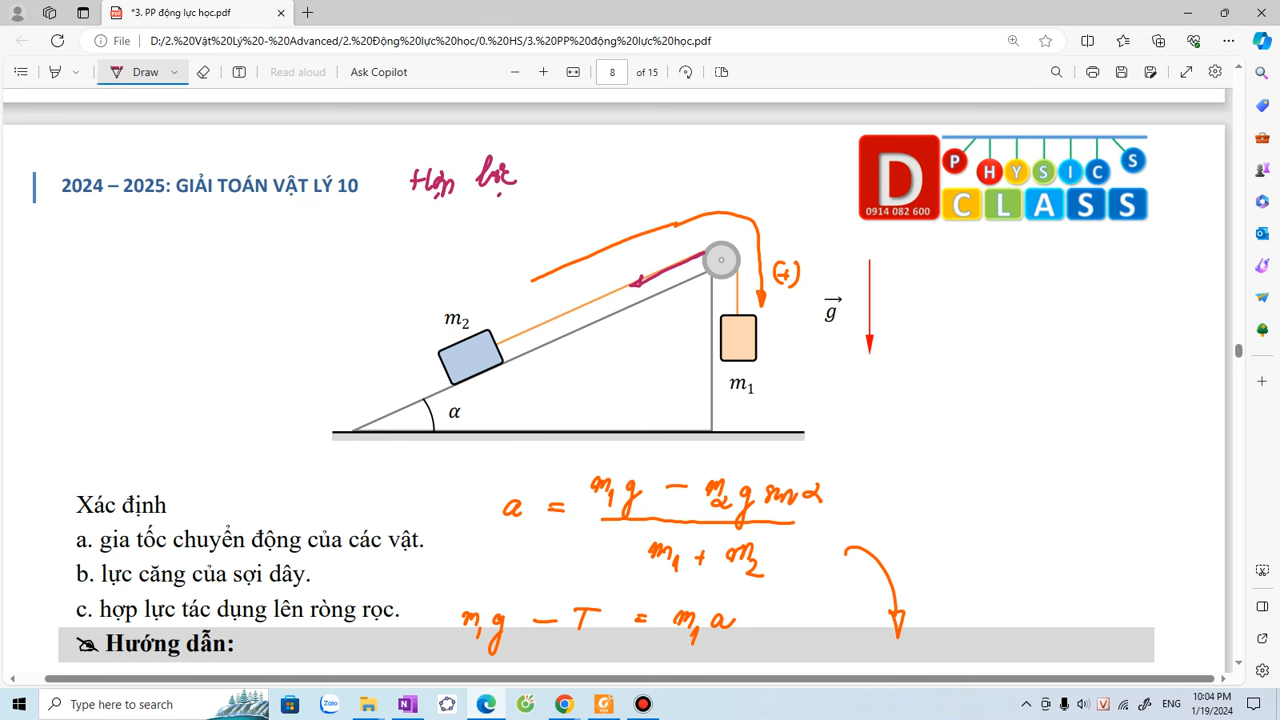 *3. PP động lực học.pdf
File
D:/2.%20Vật%20Lý%20-%20Advanced/2.%20Động%20lực%20học/0.%20HS/3.%20PP%20động%20lực%20học.pdf
Draw
Read aloud
Ask Copilot
8
of 15
2024 – 2025: GIẢI TOÁN VẬT LÝ 10
Hợp lực
D
0914 082 600
PHYSICS
CLASS
(+)
g
m2
m1
α
a = m1g - m2g sin α
m1 + m2
Xác định
a. gia tốc chuyển động của các vật.
b. lực căng của sợi dây.
c. hợp lực tác dụng lên ròng rọc.
m1g - T = m1a
Hướng dẫn:
Type here to search
Zalo
V
ENG
10:04 PM
1/19/2024